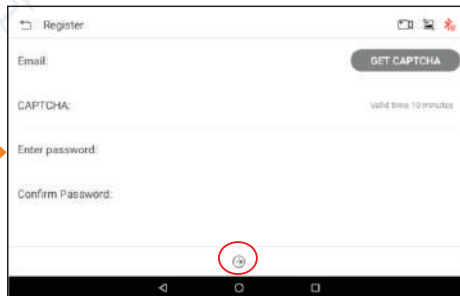 Register
Email:
GET CAPTCHA
CAPTCHA:
Valid time 10 minutes
Enter password:
Confirm Password: